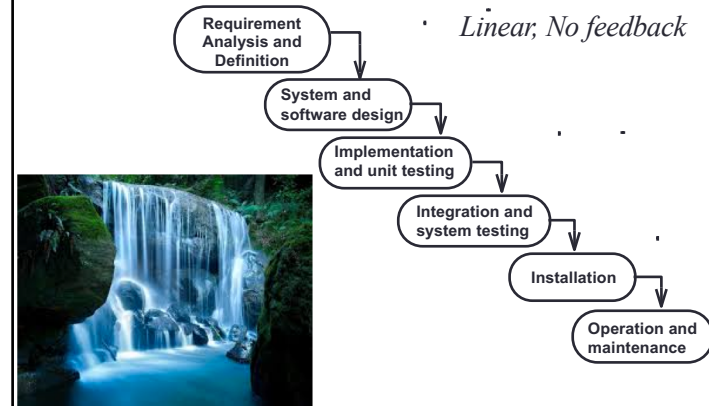 Linear, No feedback
Requirement
Analysis and
Definition
System and
software design
Implementation
and unit testing
Integration and
system testing
Installation
Operation and
maintenance